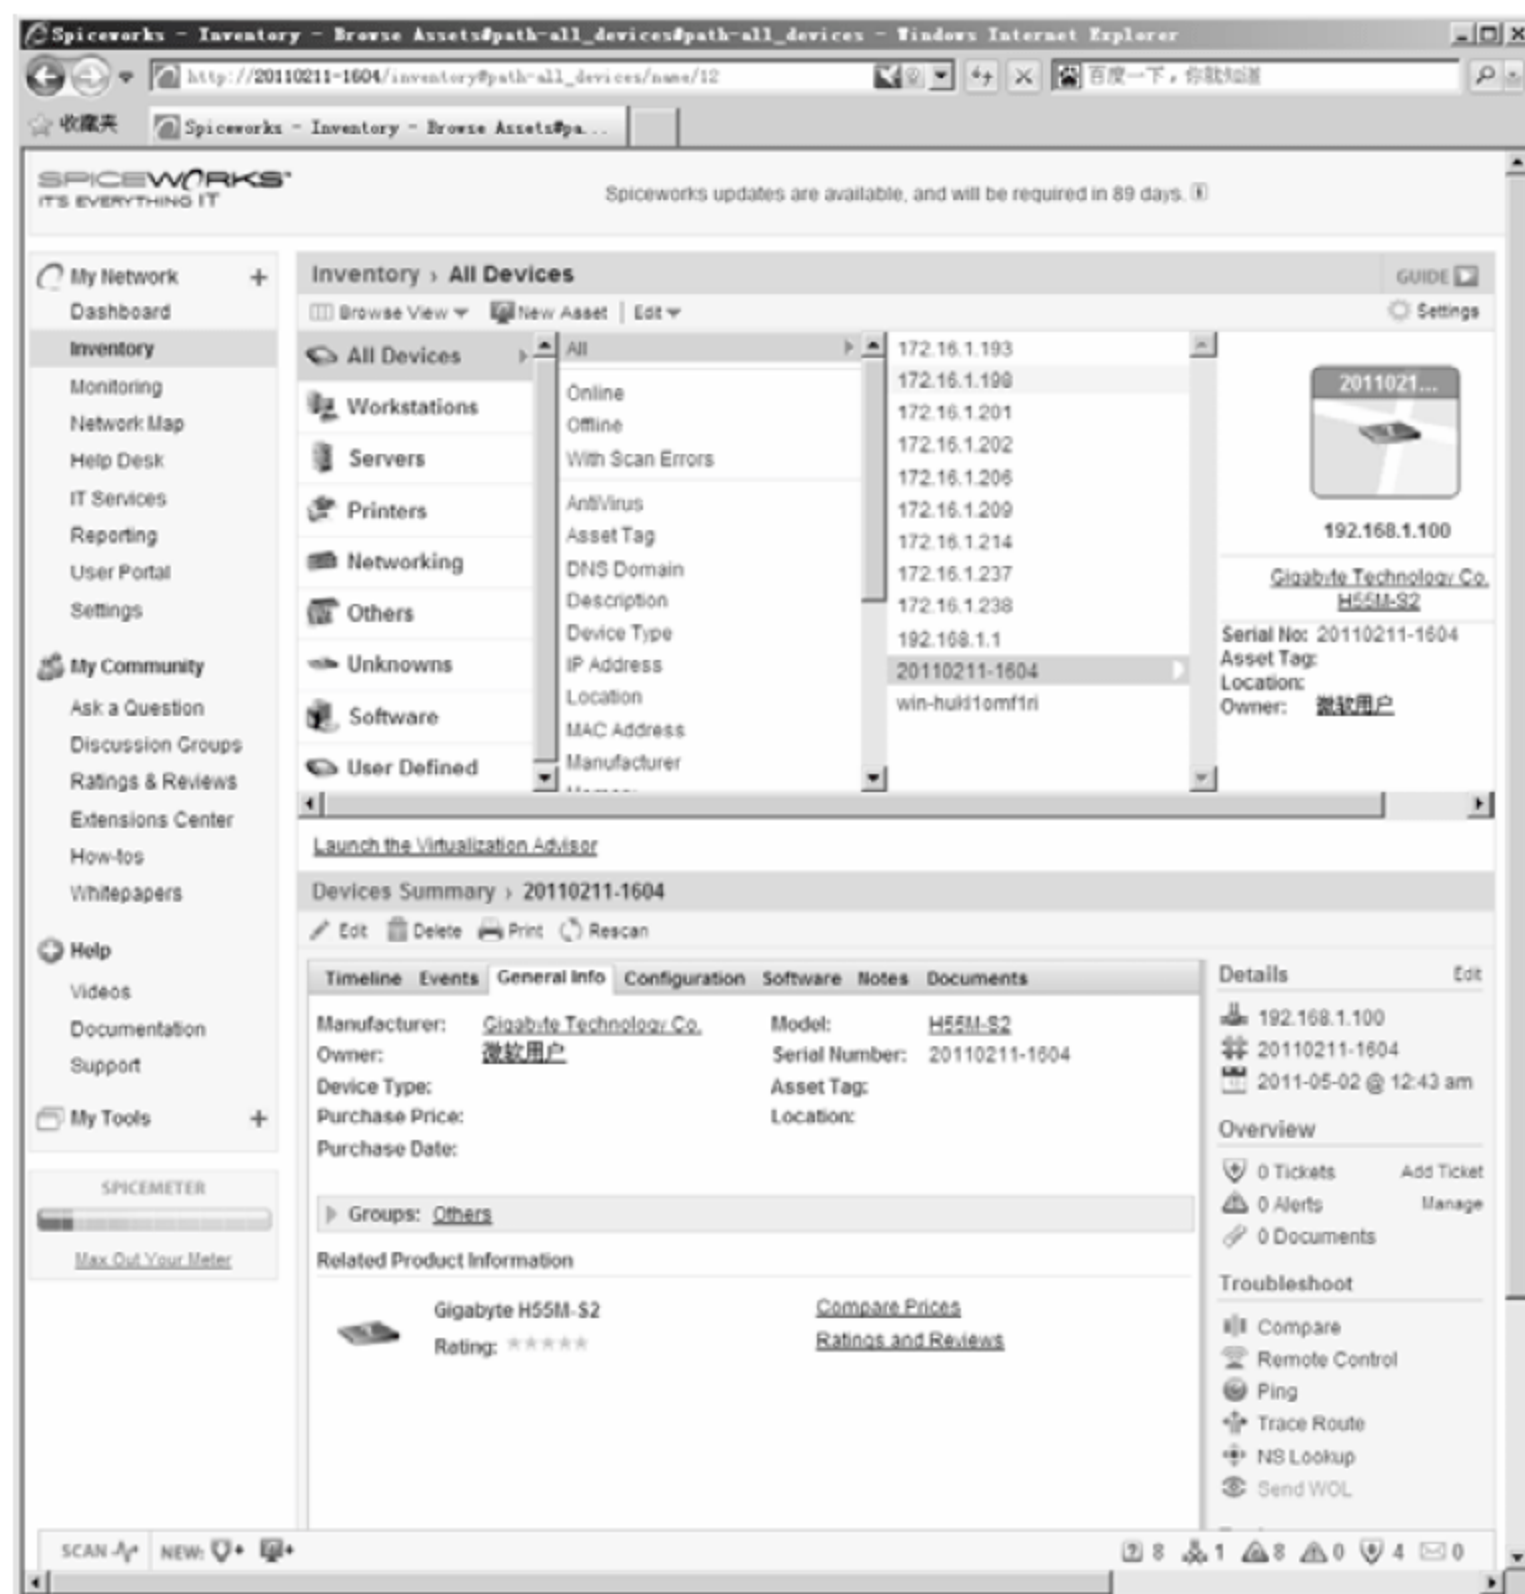 Spiceworks - Inventory - Browse Assets#path-all_devices#path-all_devices - Windows Internet Explorer
http://20110211-1604/inventory#path-all_devices/name/12
百度一下，你就知道
收藏夹
Spiceworks - Inventory - Browse Assets#pa...
SPICEWORKS™
IT'S EVERYTHING IT
Spiceworks updates are available, and will be required in 89 days.
My Network +
Dashboard
Inventory
Monitoring
Network Map
Help Desk
IT Services
Reporting
User Portal
Settings
My Community
Ask a Question
Discussion Groups
Ratings & Reviews
Extensions Center
How-tos
Whitepapers
Help
Videos
Documentation
Support
My Tools +
SPICEMETER
Max Out Your Meter
Inventory › All Devices
GUIDE
Browse View
New Asset
Edit
Settings
All Devices
Workstations
Servers
Printers
Networking
Others
Unknowns
Software
User Defined
All
Online
Offline
With Scan Errors
AntiVirus
Asset Tag
DNS Domain
Description
Device Type
IP Address
Location
MAC Address
Manufacturer
172.16.1.193
172.16.1.198
172.16.1.201
172.16.1.202
172.16.1.206
172.16.1.209
172.16.1.214
172.16.1.237
172.16.1.238
192.168.1.1
20110211-1604
2011021...
192.168.1.100
Gigabyte Technology Co.
H55M-S2
Serial No: 20110211-1604
Asset Tag:
Location:
Owner: 微软用户
Launch the Virtualization Advisor
Devices Summary › 20110211-1604
Edit Delete Print Rescan
Timeline Events General Info Configuration Software Notes Documents
Manufacturer: Gigabyte Technology Co.
Model: H55M-S2
Owner: 微软用户
Serial Number: 20110211-1604
Device Type:
Asset Tag:
Purchase Price:
Location:
Purchase Date:
Groups: Others
Related Product Information
Gigabyte H55M-S2
Rating:
Compare Prices
Ratings and Reviews
Details Edit
192.168.1.100
20110211-1604
2011-05-02 @ 12:43 am
Overview
0 Tickets Add Ticket
0 Alerts Manage
0 Documents
Troubleshoot
Compare
Remote Control
Ping
Trace Route
NS Lookup
Send WOL
SCAN
NEW:
8 1 8 0 4 0